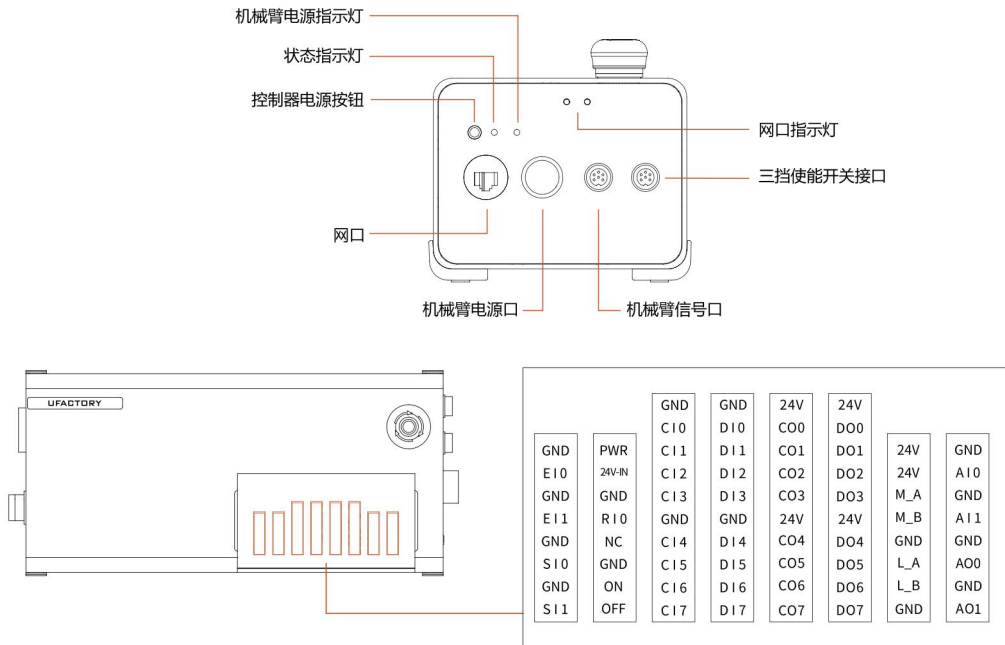 机械臂电源指示灯
状态指示灯
控制器电源按钮
网口指示灯
三挡使能开关接口
网口
机械臂电源口
机械臂信号口
UFACTORY
GND
EI0
GND
EI1
GND
SI0
GND
SI1
PWR
24V-IN
GND
RI0
NC
GND
ON
OFF
GND
CI0
CI1
CI2
CI3
GND
CI4
CI5
CI6
CI7
GND
DI0
DI1
DI2
DI3
GND
DI4
DI5
DI6
DI7
24V
CO0
CO1
CO2
CO3
24V
CO4
CO5
CO6
CO7
24V
DO0
DO1
DO2
DO3
24V
DO4
DO5
DO6
DO7
24V
24V
M_A
M_B
GND
L_A
L_B
GND
GND
AI0
GND
AI1
GND
AO0
GND
AO1